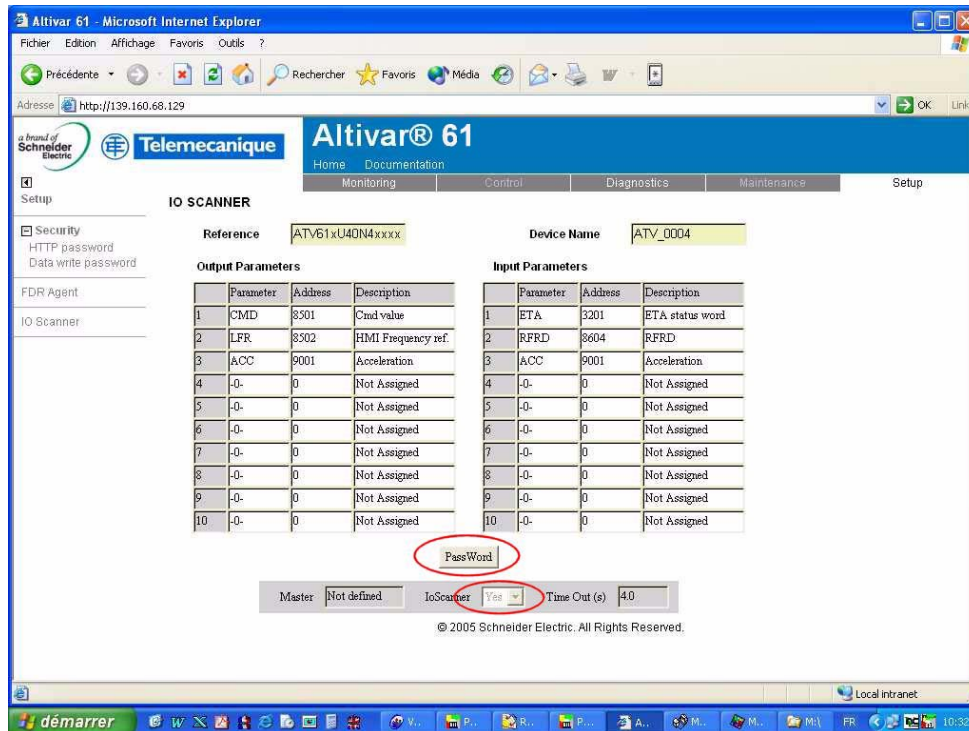 Altivar 61 - Microsoft Internet Explorer
Fichier Edition Affichage Favoris Outils ?
Précédente Rechercher Favoris Média
Adresse http://139.160.68.129 OK Link
a brand of Schneider Electric Telemecanique Altivar® 61
Home Documentation
Monitoring Control Diagnostics Maintenance Setup
Setup
IO SCANNER
Security
HTTP password
Data write password
FDR Agent
IO Scanner
Reference ATV61xU40N4xxxx Device Name ATV_0004
Output Parameters Input Parameters
Parameter Address Description Parameter Address Description
1 CMD 8501 Cmd value 1 ETA 3201 ETA status word
2 LFR 8502 HMI Frequency ref. 2 RFRD 8604 RFRD
3 ACC 9001 Acceleration 3 ACC 9001 Acceleration
4 -0- 0 Not Assigned 4 -0- 0 Not Assigned
5 -0- 0 Not Assigned 5 -0- 0 Not Assigned
6 -0- 0 Not Assigned 6 -0- 0 Not Assigned
7 -0- 0 Not Assigned 7 -0- 0 Not Assigned
8 -0- 0 Not Assigned 8 -0- 0 Not Assigned
9 -0- 0 Not Assigned 9 -0- 0 Not Assigned
10 -0- 0 Not Assigned 10 -0- 0 Not Assigned
PassWord
Master Not defined IoScanner Yes Time Out (s) 4.0
© 2005 Schneider Electric. All Rights Reserved.
Local intranet
démarrer V... P... R... P... A... M... M... M:\ FR 10:32